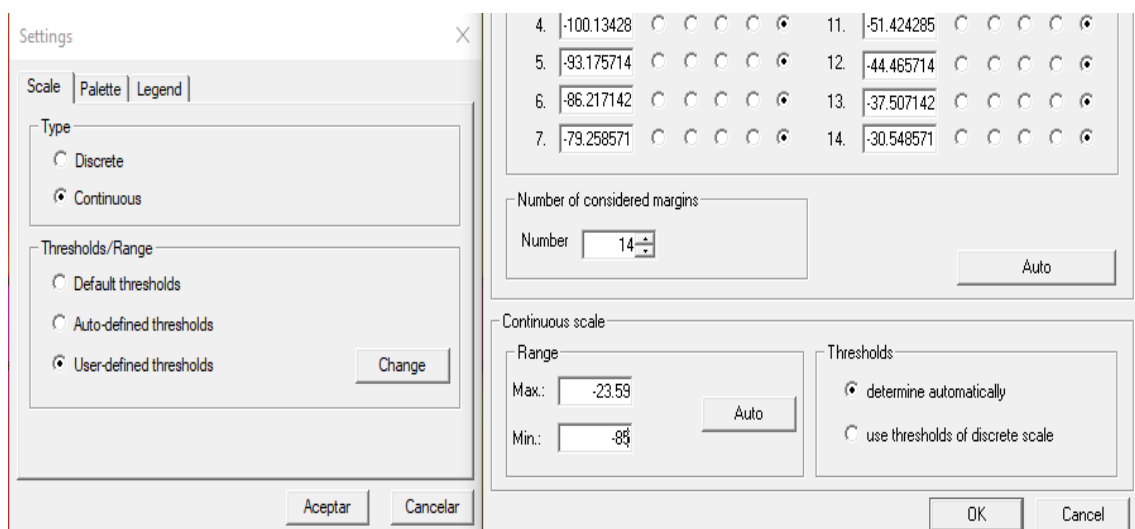 Settings
Scale Palette Legend
Type
Discrete
Continuous
Thresholds/Range
Default thresholds
Auto-defined thresholds
User-defined thresholds Change
Aceptar Cancelar
4. -100.13428 11. -51.424285
5. -93.175714 12. -44.465714
6. -86.217142 13. -37.507142
7. -79.258571 14. -30.548571
Number of considered margins
Number 14
Auto
Continuous scale
Range
Max.: -23.59
Auto
Min.: -85
Thresholds
determine automatically
use thresholds of discrete scale
OK Cancel